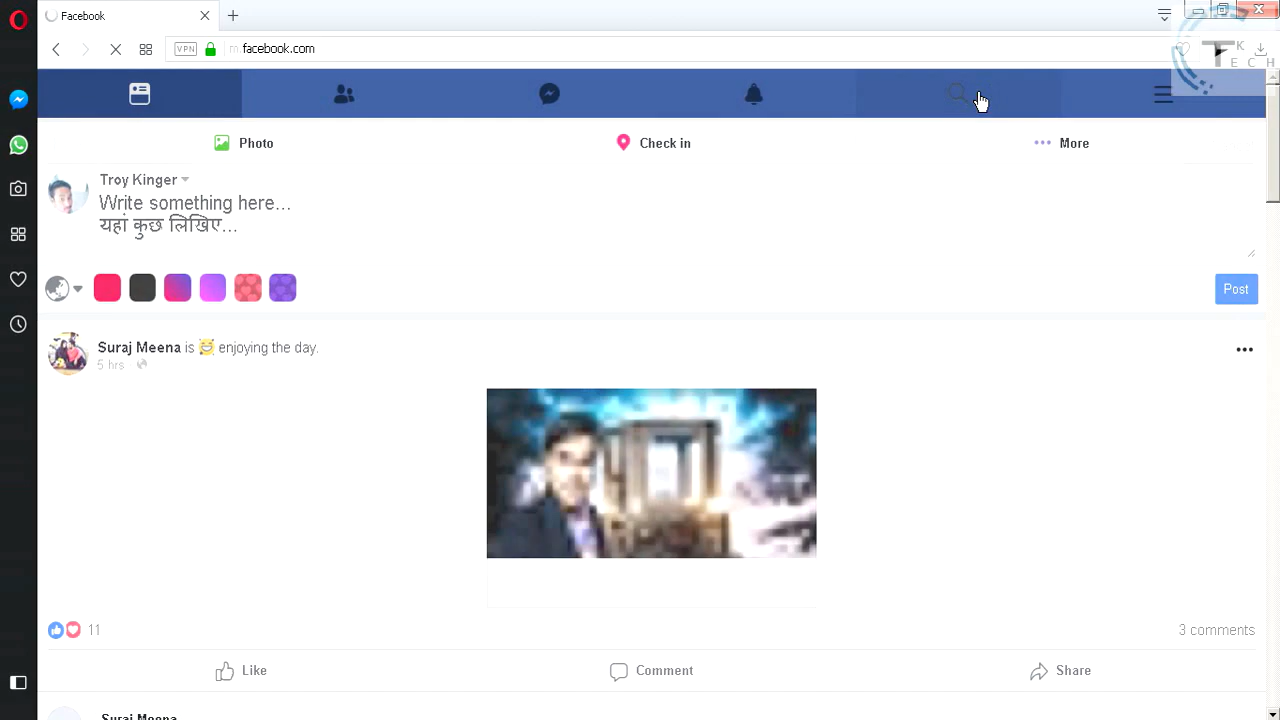 Facebook
VPN m.facebook.com
K
T
E C H
Photo
Check in
More
Troy Kinger
Write something here...
यहां कुछ लिखिए...
Post
Suraj Meena is enjoying the day.
5 hrs
11
3 comments
Like
Comment
Share
Suraj Meena